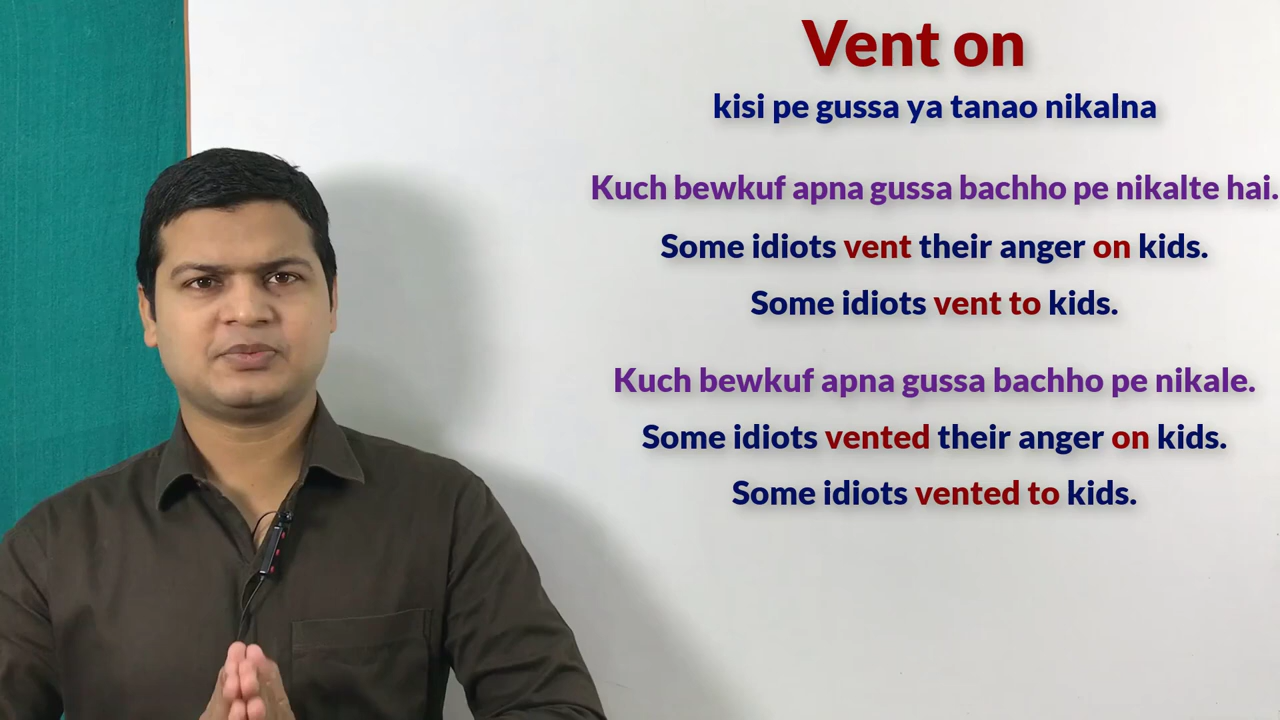 Vent on
kisi pe gussa ya tanao nikalna
Kuch bewkuf apna gussa bachho pe nikalte hai.
Some idiots vent their anger on kids.
Some idiots vent to kids.
Kuch bewkuf apna gussa bachho pe nikale.
Some idiots vented their anger on kids.
Some idiots vented to kids.